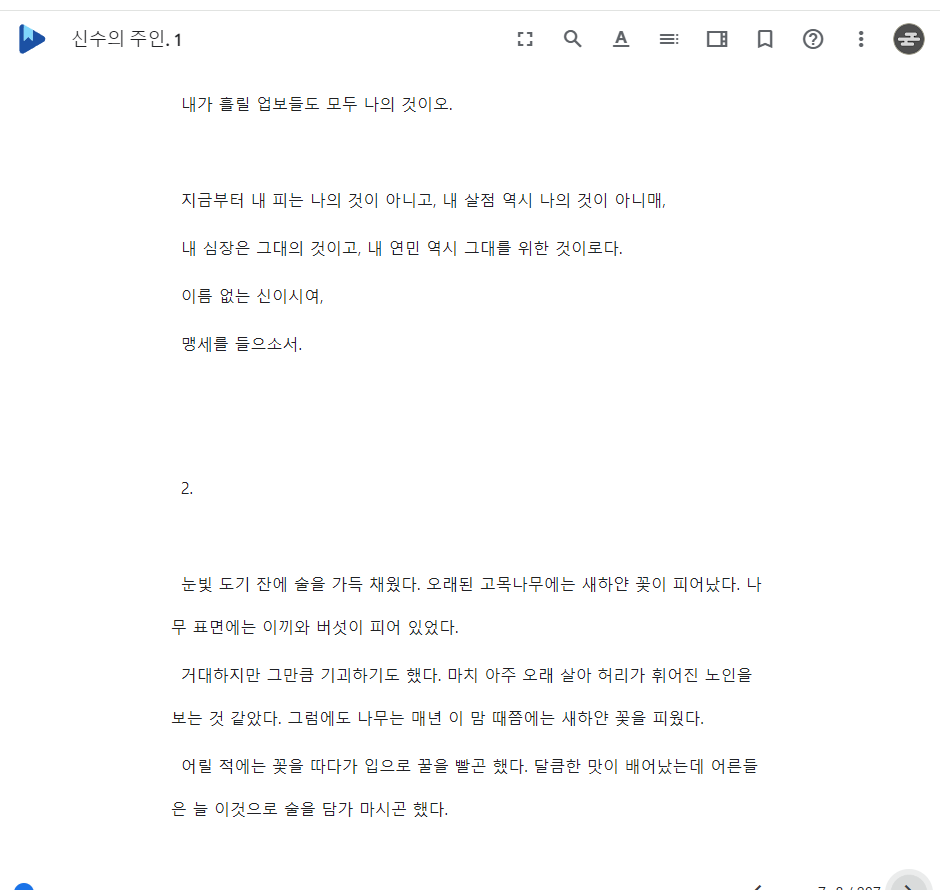 신수의 주인. 1
내가 흘릴 업보들도 모두 나의 것이오.
지금부터 내 피는 나의 것이 아니고, 내 살점 역시 나의 것이 아니매,
내 심장은 그대의 것이고, 내 연민 역시 그대를 위한 것이로다.
이름 없는 신이시여,
맹세를 들으소서.
2.
눈빛 도기 잔에 술을 가득 채웠다. 오래된 고목나무에는 새하얀 꽃이 피어났다. 나
무 표면에는 이끼와 버섯이 피어 있었다.
거대하지만 그만큼 기괴하기도 했다. 마치 아주 오래 살아 허리가 휘어진 노인을
보는 것 같았다. 그럼에도 나무는 매년 이 맘 때쯤에는 새하얀 꽃을 피웠다.
어릴 적에는 꽃을 따다가 입으로 꿀을 빨곤 했다. 달큼한 맛이 배어났는데 어른들
은 늘 이것으로 술을 담가 마시곤 했다.